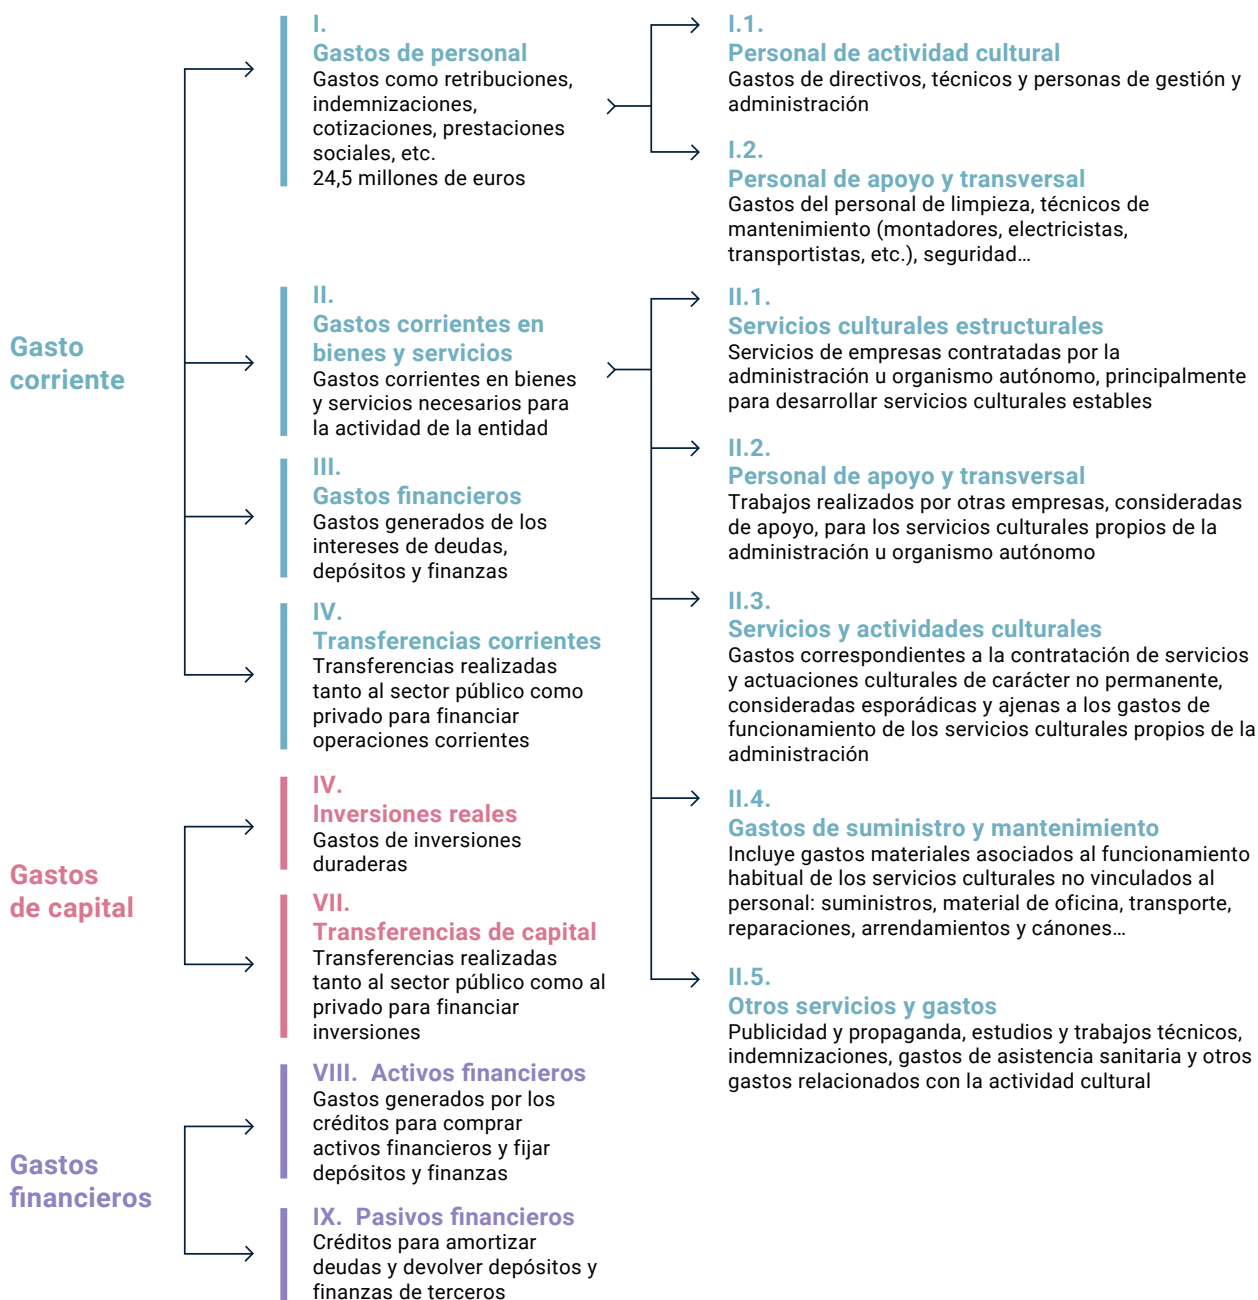 Gasto
corriente
I.
Gastos de personal
Gastos como retribuciones,
indemnizaciones,
cotizaciones, prestaciones
sociales, etc.
24,5 millones de euros
I.1.
Personal de actividad cultural
Gastos de directivos, técnicos y personas de gestión y
administración
I.2.
Personal de apoyo y transversal
Gastos del personal de limpieza, técnicos de
mantenimiento (montadores, electricistas,
transportistas, etc.), seguridad…
II.
Gastos corrientes en
bienes y servicios
Gastos corrientes en bienes
y servicios necesarios para
la actividad de la entidad
II.1.
Servicios culturales estructurales
Servicios de empresas contratadas por la
administración u organismo autónomo, principalmente
para desarrollar servicios culturales estables
II.2.
Personal de apoyo y transversal
Trabajos realizados por otras empresas, consideradas
de apoyo, para los servicios culturales propios de la
administración u organismo autónomo
II.3.
Servicios y actividades culturales
Gastos correspondientes a la contratación de servicios
y actuaciones culturales de carácter no permanente,
consideradas esporádicas y ajenas a los gastos de
funcionamiento de los servicios culturales propios de la
administración
II.4.
Gastos de suministro y mantenimiento
Incluye gastos materiales asociados al funcionamiento
habitual de los servicios culturales no vinculados al
personal: suministros, material de oficina, transporte,
reparaciones, arrendamientos y cánones…
II.5.
Otros servicios y gastos
Publicidad y propaganda, estudios y trabajos técnicos,
indemnizaciones, gastos de asistencia sanitaria y otros
gastos relacionados con la actividad cultural
III.
Gastos financieros
Gastos generados de los
intereses de deudas,
depósitos y finanzas
IV.
Transferencias corrientes
Transferencias realizadas
tanto al sector público como
privado para financiar
operaciones corrientes
Gastos
de capital
IV.
Inversiones reales
Gastos de inversiones
duraderas
VII.
Transferencias de capital
Transferencias realizadas
tanto al sector público como al
privado para financiar
inversiones
Gastos
financieros
VIII. Activos financieros
Gastos generados por los
créditos para comprar
activos financieros y fijar
depósitos y finanzas
IX. Pasivos financieros
Créditos para amortizar
deudas y devolver depósitos y
finanzas de terceros